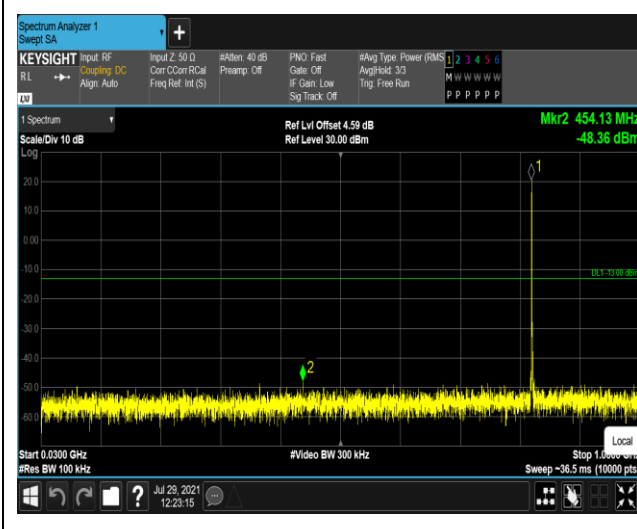 Spectrum Analyzer 1
Swept SA
+
KEYSIGHT
RL
LXI
Input: RF
Coupling: DC
Align: Auto
Input Z: 50 Ω
Corr CCorr RCal
Freq Ref: Int (S)
#Atten: 40 dB
Preamp: Off
PNO: Fast
Gate: Off
IF Gain: Low
Sig Track: Off
#Avg Type: Power (RMS
Avg|Hold: 3/3
Trig: Free Run
1 2 3 4 5 6
M W W W W W
P P P P P P
1 Spectrum
Scale/Div 10 dB
Log
Ref Lvl Offset 4.59 dB
Ref Level 30.00 dBm
Mkr2 454.13 MHz
-48.36 dBm
20.0
10.0
0.00
-10.0
-20.0
-30.0
-40.0
-50.0
-60.0
1
2
DL1 -13.00 dBm
Local
Start 0.0300 GHz
#Res BW 100 kHz
#Video BW 300 kHz
Stop 1.0000 GHz
Sweep ~36.5 ms (10000 pts
?
Jul 29, 2021
12:23:15